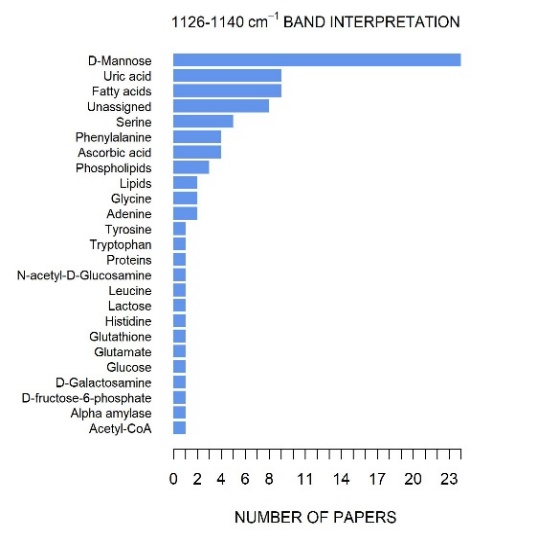 1126-1140 cm⁻¹ BAND INTERPRETATION
D-Mannose
Uric acid
Fatty acids
Unassigned
Serine
Phenylalanine
Ascorbic acid
Phospholipids
Lipids
Glycine
Adenine
Tyrosine
Tryptophan
Proteins
N-acetyl-D-Glucosamine
Leucine
Lactose
Histidine
Glutathione
Glutamate
Glucose
D-Galactosamine
D-fructose-6-phosphate
Alpha amylase
Acetyl-CoA
0 2 4 6 8 11 14 17 20 23
NUMBER OF PAPERS